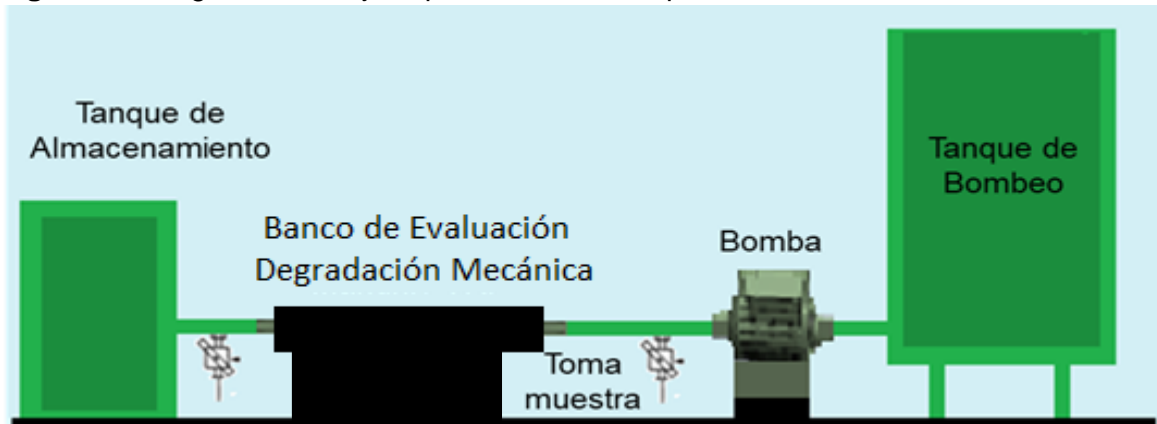 Tanque de
Almacenamiento
Banco de Evaluación
Degradación Mecánica
Bomba
Tanque de
Bombeo
Toma
muestra